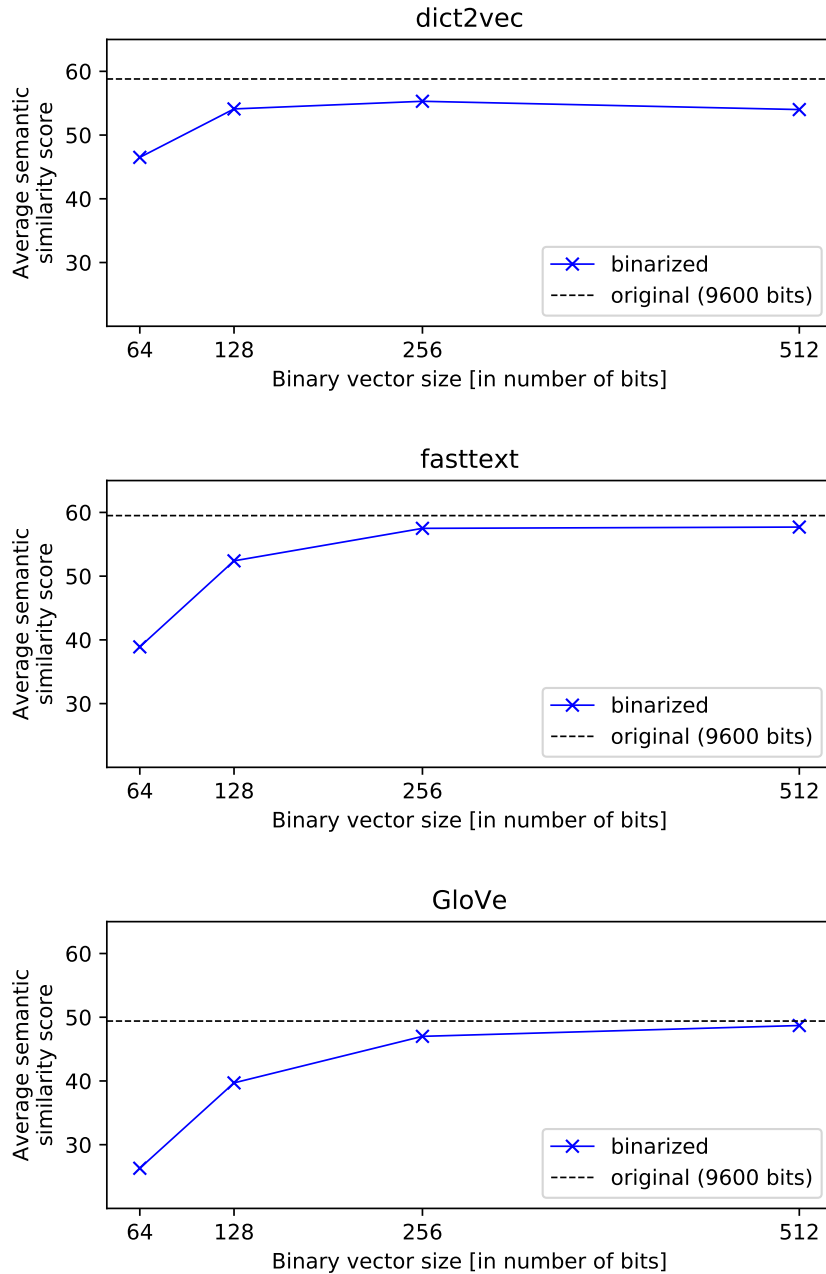 dict2vec
60
50
40
30
Average semantic
similarity score
binarized
original (9600 bits)
64 128 256 512
Binary vector size [in number of bits]
fasttext
60
50
40
30
Average semantic
similarity score
binarized
original (9600 bits)
64 128 256 512
Binary vector size [in number of bits]
GloVe
60
50
40
30
Average semantic
similarity score
binarized
original (9600 bits)
64 128 256 512
Binary vector size [in number of bits]